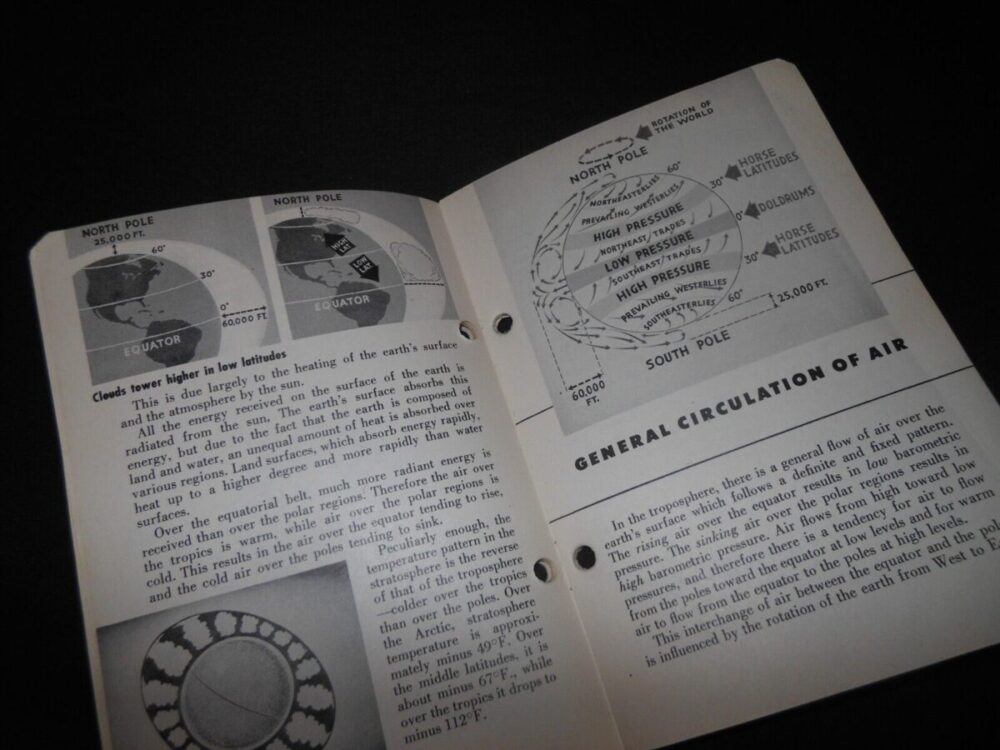 NORTH POLE
25,000 FT.
60°
30°
0°
60,000 FT.
EQUATOR
NORTH POLE
HIGH LAT.
LOW LAT.
EQUATOR
Clouds tower higher in low latitudes
This is due largely to the heating of the earth's surface
and the atmosphere by the sun.
All the energy received on the surface of the earth is
radiated from the sun. The earth's surface absorbs this
energy, but due to the fact that the earth is composed of
land and water, an unequal amount of heat is absorbed over
various regions. Land surfaces, which absorb energy rapidly,
heat up to a higher degree and more rapidly than water
surfaces.
Over the equatorial belt, much more radiant energy is
received than over the polar regions. Therefore the air over
the tropics is warm, while air over the polar regions is
cold. This results in the air over the equator tending to rise,
and the cold air over the poles tending to sink.
Peculiarly enough, the
temperature pattern in the
stratosphere is the reverse
of that of the troposphere
—colder over the tropics
than over the poles. Over
the Arctic, stratosphere
temperature is approxi-
mately minus 49°F. Over
the middle latitudes, it is
about minus 67°F., while
over the tropics it drops to
minus 112°F.
ROTATION OF
THE WORLD
NORTH POLE
60°
30°
HORSE
LATITUDES
NORTHEASTERLIES
PREVAILING WESTERLIES
HIGH PRESSURE
NORTHEAST TRADES
0°
DOLDRUMS
LOW PRESSURE
SOUTHEAST TRADES
30°
HORSE
LATITUDES
HIGH PRESSURE
PREVAILING WESTERLIES
SOUTHEASTERLIES
60°
25,000 FT.
SOUTH POLE
60,000
FT.
GENERAL CIRCULATION OF AIR
In the troposphere, there is a general flow of air over the
earth's surface which follows a definite and fixed pattern.
The rising air over the equator results in low barometric
pressure. The sinking air over the polar regions results in
high barometric pressure. Air flows from high toward low
pressures, and therefore there is a tendency for air to flow
from the poles toward the equator at low levels and for warm
air to flow from the equator to the poles at high levels.
This interchange of air between the equator and the
is influenced by the rotation of the earth from West to